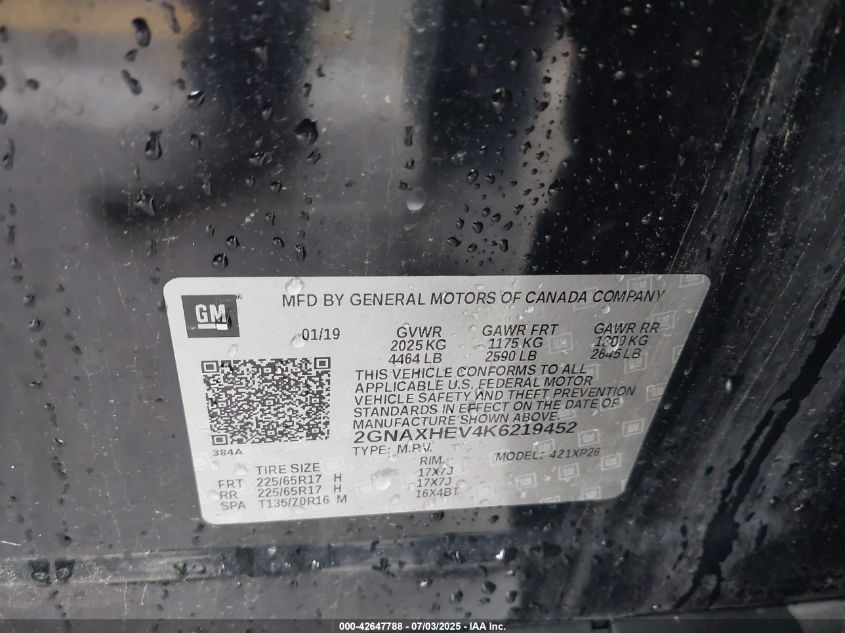 GM
MFD BY GENERAL MOTORS OF CANADA COMPANY
01/19 GVWR GAWR FRT GAWR RR
2025 KG 1175 KG 1200 KG
4464 LB 2590 LB 2645 LB
THIS VEHICLE CONFORMS TO ALL
APPLICABLE U.S. FEDERAL MOTOR
VEHICLE SAFETY AND THEFT PREVENTION
STANDARDS IN EFFECT ON THE DATE OF
MANUFACTURE SHOWN ABOVE.
2GNAXHEV4K6219452
TYPE: M.P.V. MODEL: 421XP26
384A
TIRE SIZE RIM
FRT 225/65R17 H 17X7J
RR 225/65R17 H 17X7J
SPA T135/70R16 M 16X4BT
000-42647788 - 07/03/2025 - IAA Inc.